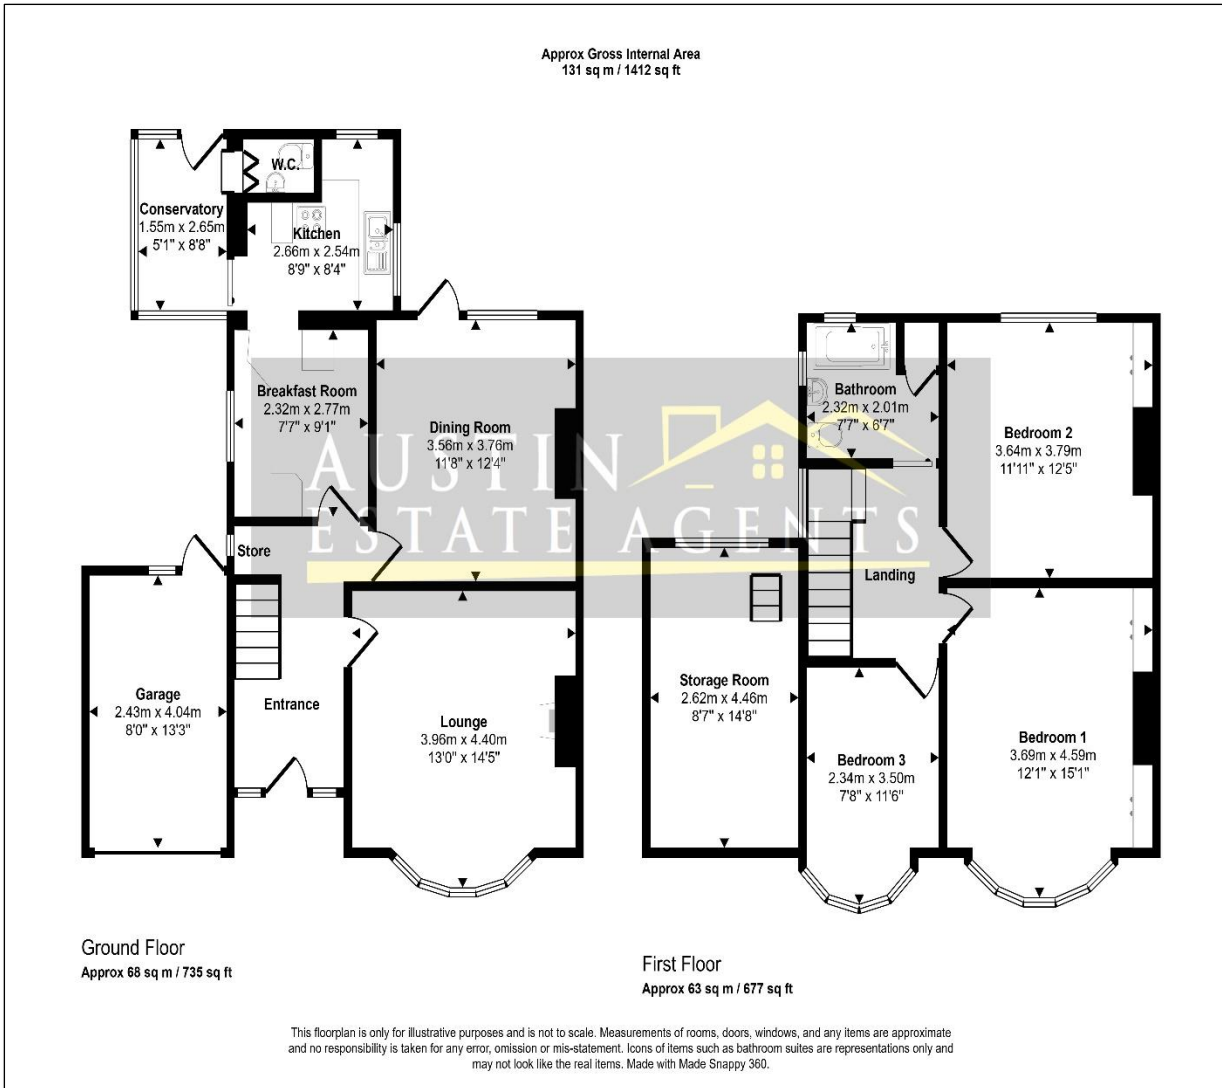 Approx Gross Internal Area
131 sq m / 1412 sq ft
W.C.
Conservatory
1.55m x 2.65m
5'1" x 8'8"
Kitchen
2.66m x 2.54m
8'9" x 8'4"
Breakfast Room
2.32m x 2.77m
7'7" x 9'1"
Dining Room
3.56m x 3.76m
11'8" x 12'4"
Bathroom
2.32m x 2.01m
7'7" x 6'7"
Bedroom 2
3.64m x 3.79m
11'11" x 12'5"
AUSTIN
ESTATE AGENTS
Store
Landing
Garage
2.43m x 4.04m
8'0" x 13'3"
Entrance
Lounge
3.96m x 4.40m
13'0" x 14'5"
Storage Room
2.62m x 4.46m
8'7" x 14'8"
Bedroom 3
2.34m x 3.50m
7'8" x 11'6"
Bedroom 1
3.69m x 4.59m
12'1" x 15'1"
Ground Floor
Approx 68 sq m / 735 sq ft
First Floor
Approx 63 sq m / 677 sq ft
This floorplan is only for illustrative purposes and is not to scale. Measurements of rooms, doors, windows, and any items are approximate
and no responsibility is taken for any error, omission or mis-statement. Icons of items such as bathroom suites are representations only and
may not look like the real items. Made with Made Snappy 360.